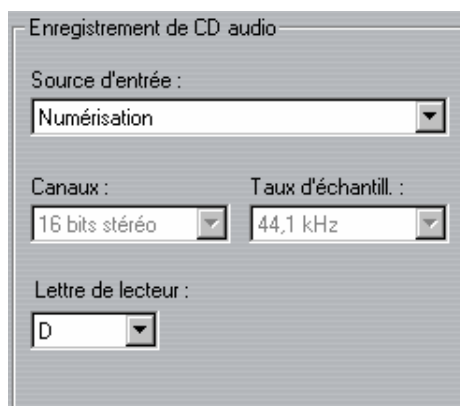 Enregistrement de CD audio
Source d'entrée :
Numérisation
Canaux : Taux d'échantill. :
16 bits stéréo 44,1 kHz
Lettre de lecteur :
D